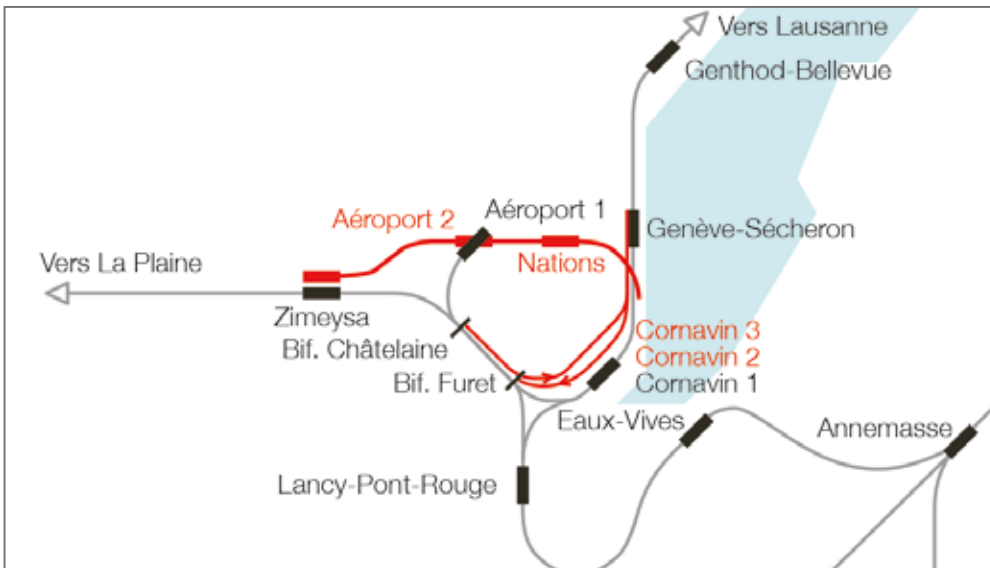 Vers Lausanne
Genthod-Bellevue
Aéroport 2
Aéroport 1
Genève-Sécheron
Vers La Plaine
Nations
Zimeysa
Bif. Châtelaine
Cornavin 3
Cornavin 2
Bif. Furet
Cornavin 1
Eaux-Vives
Annemasse
Lancy-Pont-Rouge